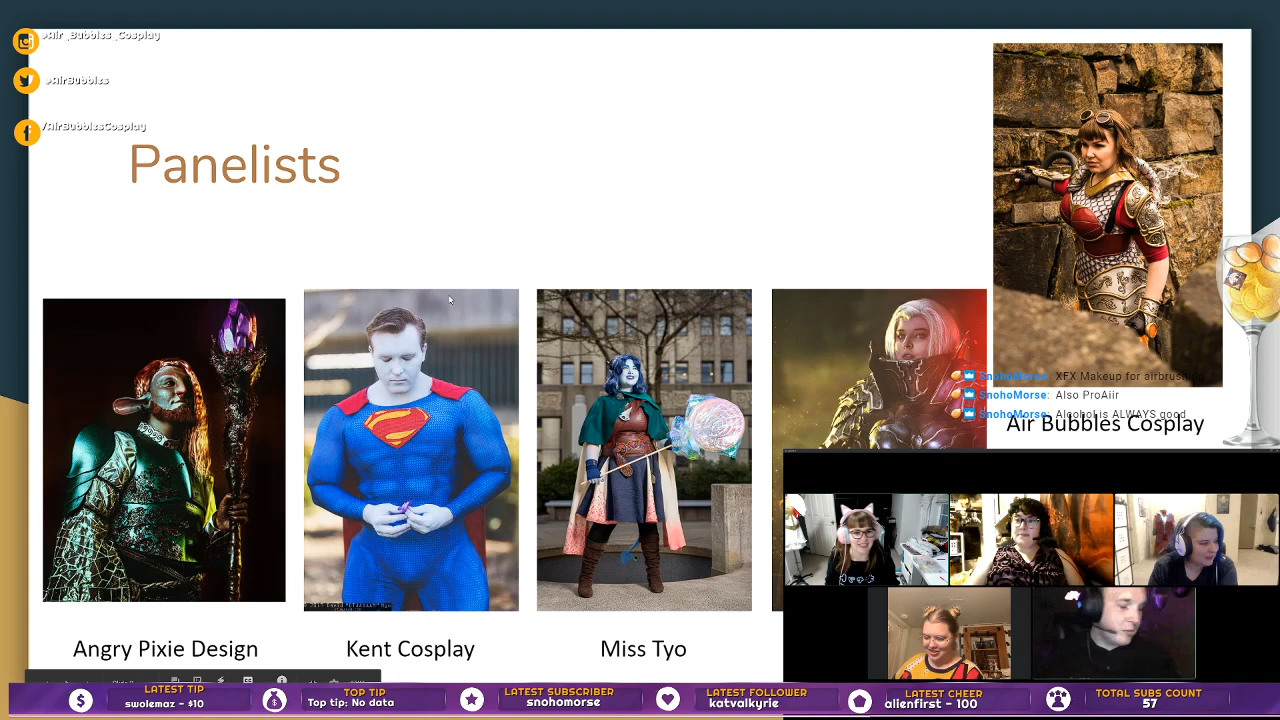 @Air_Bubbles_Cosplay
@AirBubbles
/AirBubblesCosplay
Panelists
SnohoMorse: XFX Makeup for airbrushing
SnohoMorse: Also ProAiir
SnohoMorse: Alcohol is ALWAYS good
Air Bubbles Cosplay
Angry Pixie Design
Kent Cosplay
Miss Tyo
LATEST TIP
swolemaz - $10
TOP TIP
Top tip: No data
LATEST SUBSCRIBER
snohomorse
LATEST FOLLOWER
katvalkyrie
LATEST CHEER
alienfirst - 100
TOTAL SUBS COUNT
57